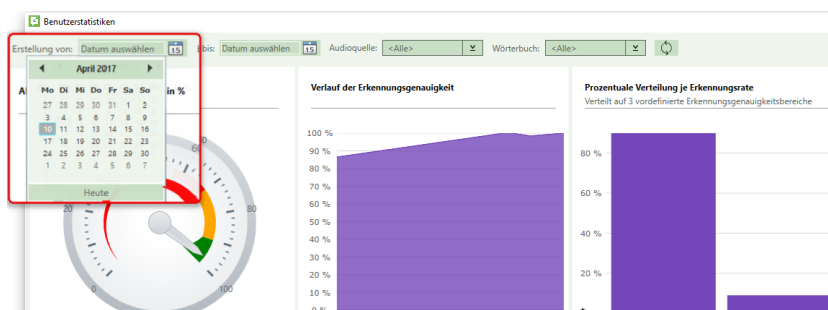 Benutzerstatistiken
Erstellung von: Datum auswählen 15 bis: Datum auswählen 15 Audioquelle: <Alle> Wörterbuch: <Alle>
April 2017
Mo Di Mi Do Fr Sa So
27 28 29 30 31 1 2
3 4 5 6 7 8 9
10 11 12 13 14 15 16
17 18 19 20 21 22 23
24 25 26 27 28 29 30
1 2 3 4 5 6 7
Heute
in %
60
20
80
0
100
Verlauf der Erkennungsgenauigkeit
100 %
90 %
80 %
70 %
60 %
50 %
40 %
30 %
20 %
10 %
0 %
Prozentuale Verteilung je Erkennungsrate
Verteilt auf 3 vordefinierte Erkennungsgenauigkeitsbereiche
80 %
60 %
40 %
20 %